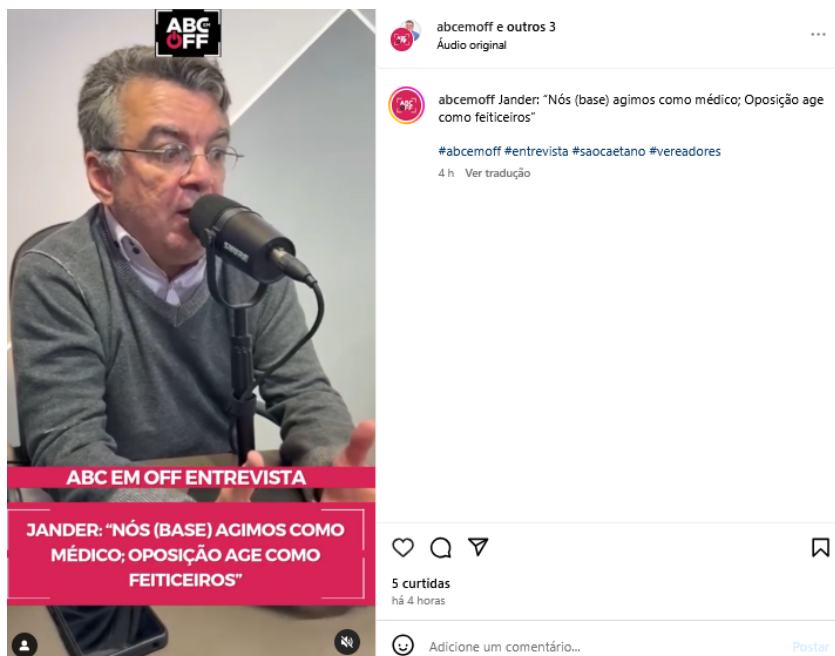 ABC EM
OFF
SHURE
ABC EM OFF ENTREVISTA
JANDER: “NÓS (BASE) AGIMOS COMO
MÉDICO; OPOSIÇÃO AGE COMO
FEITICEIROS”
abcemoff e outros 3
Áudio original
abcemoff Jander: “Nós (base) agimos como médico; Oposição age
como feiticeiros”
#abcemoff #entrevista #saocaetano #vereadores
4 h Ver tradução
5 curtidas
há 4 horas
Adicione um comentário...
Postar